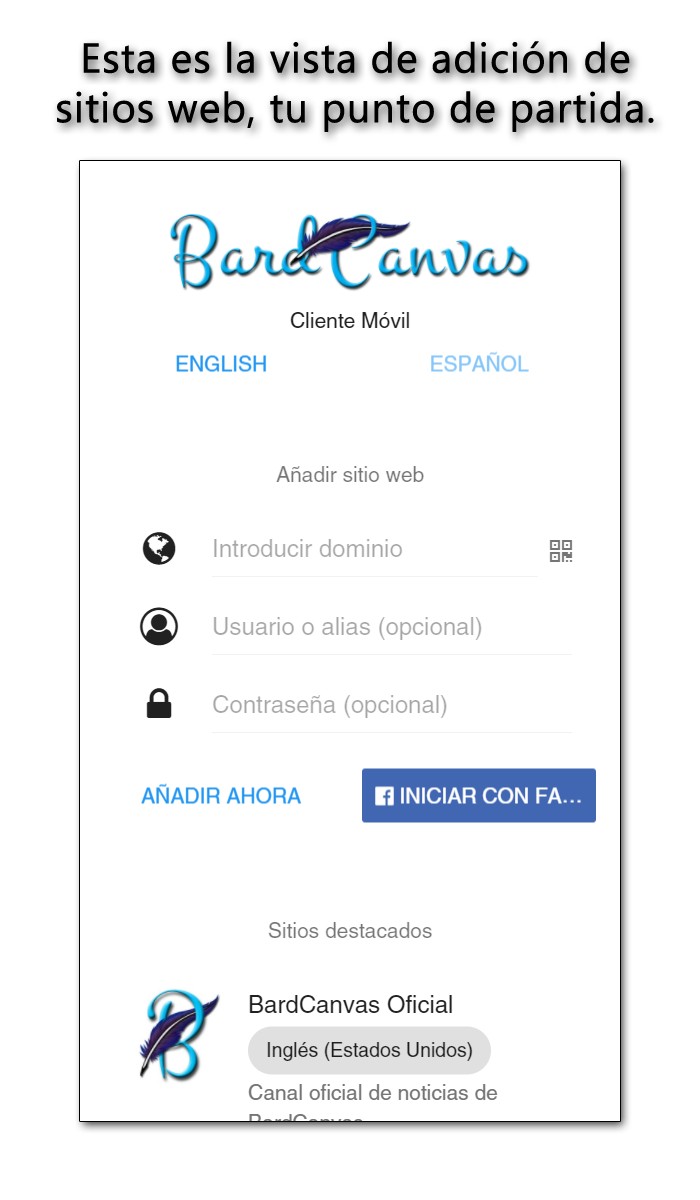 Esta es la vista de adición de
sitios web, tu punto de partida.
BardCanvas
Cliente Móvil
ENGLISH ESPAÑOL
Añadir sitio web
Introducir dominio
Usuario o alias (opcional)
Contraseña (opcional)
AÑADIR AHORA INICIAR CON FA...
Sitios destacados
BardCanvas Oficial
Inglés (Estados Unidos)
Canal oficial de noticias de
BardCanvas